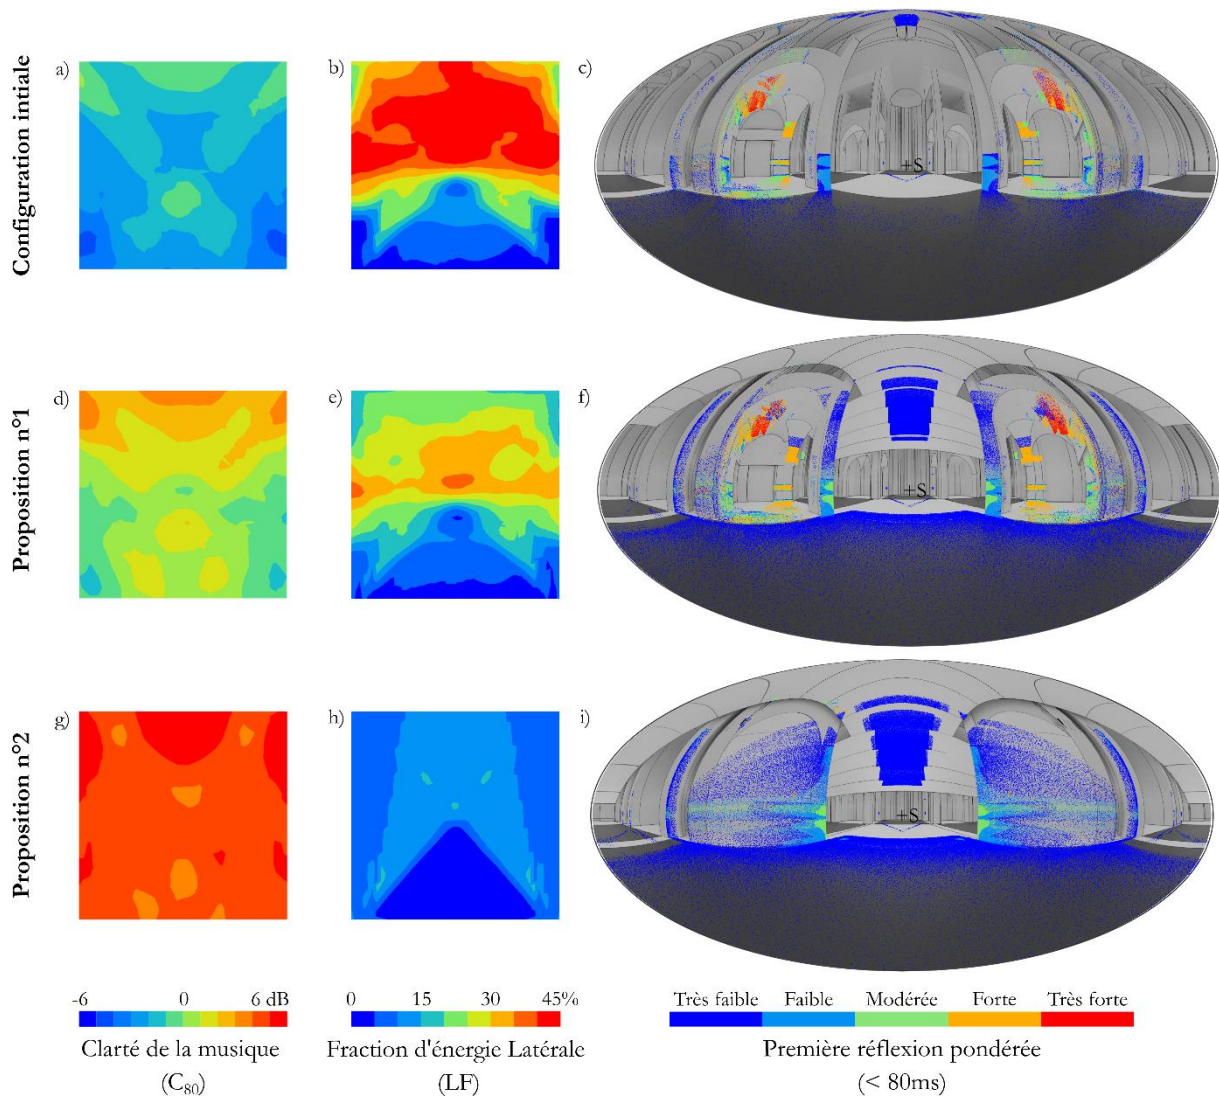 Configuration intiale
a)
b)
c)
+S
Proposition n°1
d)
e)
f)
+S
Proposition n°2
g)
h)
i)
+S
-6 0 6 dB
Clarté de la musique
(C₈₀)
0 15 30 45%
Fraction d'énergie Latérale
(LF)
Très faible Faible Modérée Forte Très forte
Première réflexion pondérée
(< 80ms)